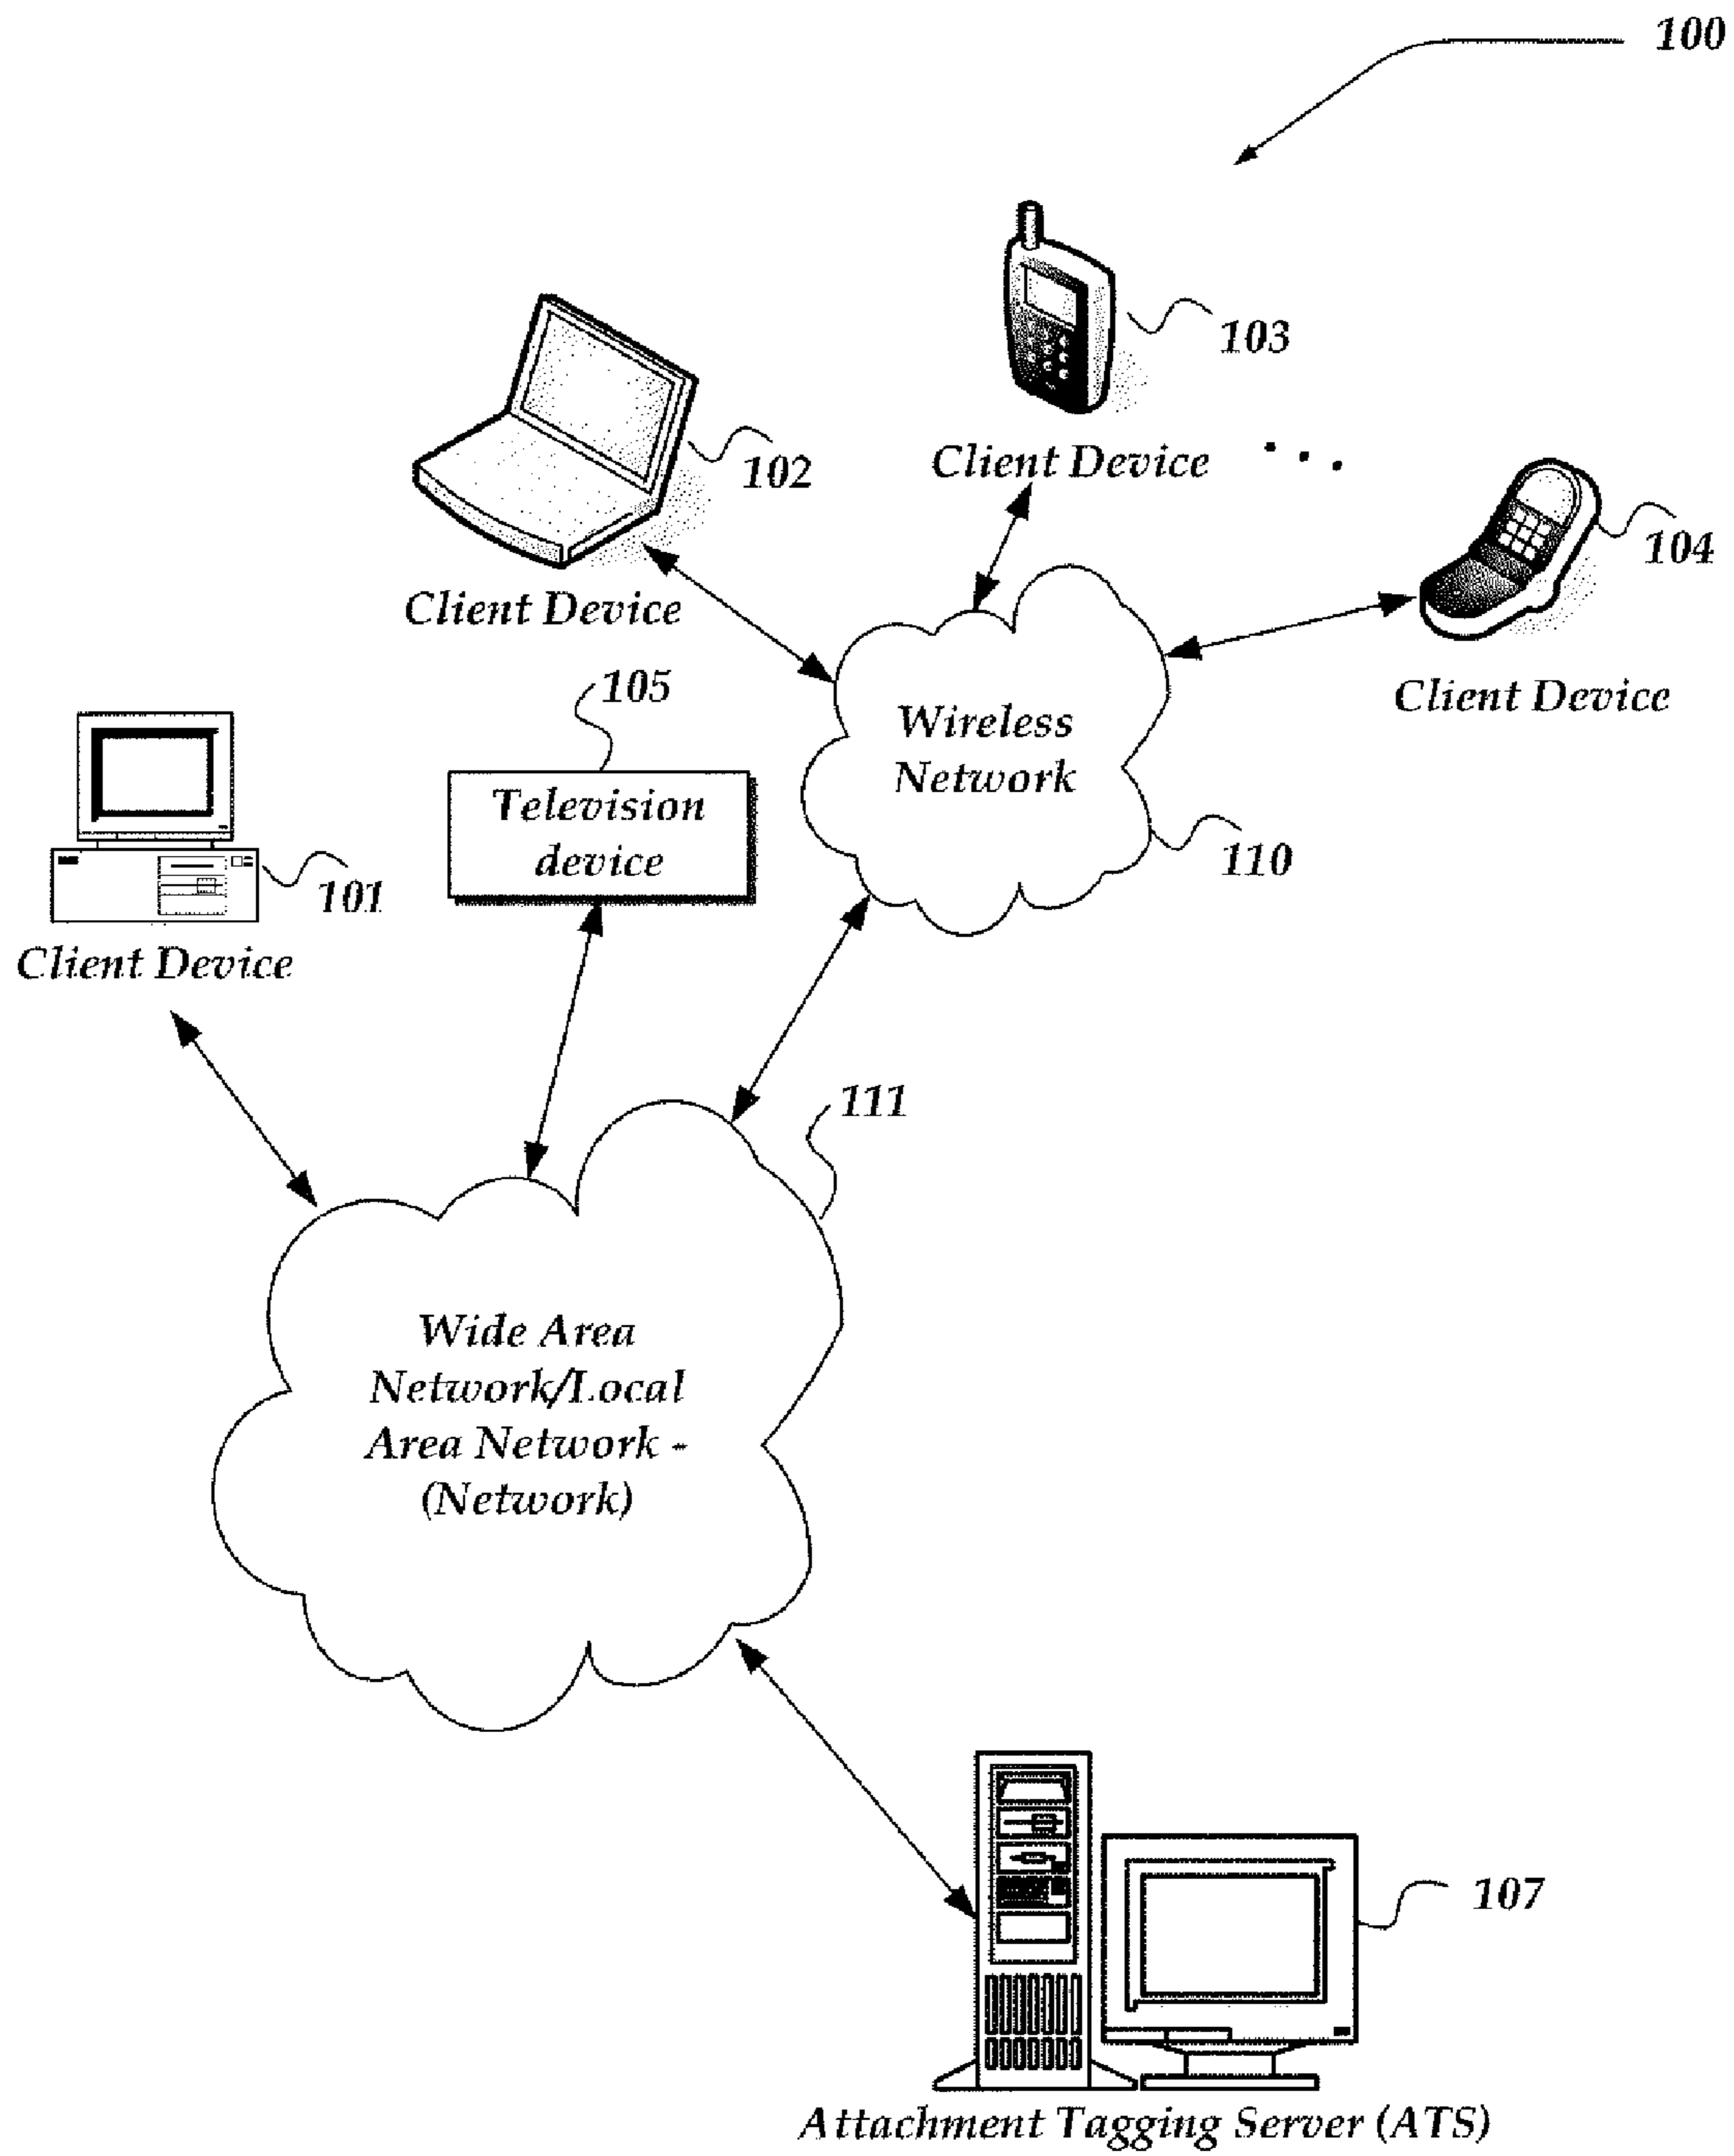 100
103
102
Client Device
104
Client Device
Client Device
105
Wireless
Network
Television
device
110
101
Client Device
111
Wide Area
Network/Local
Area Network -
(Network)
107
Attachment Tagging Server (ATS)